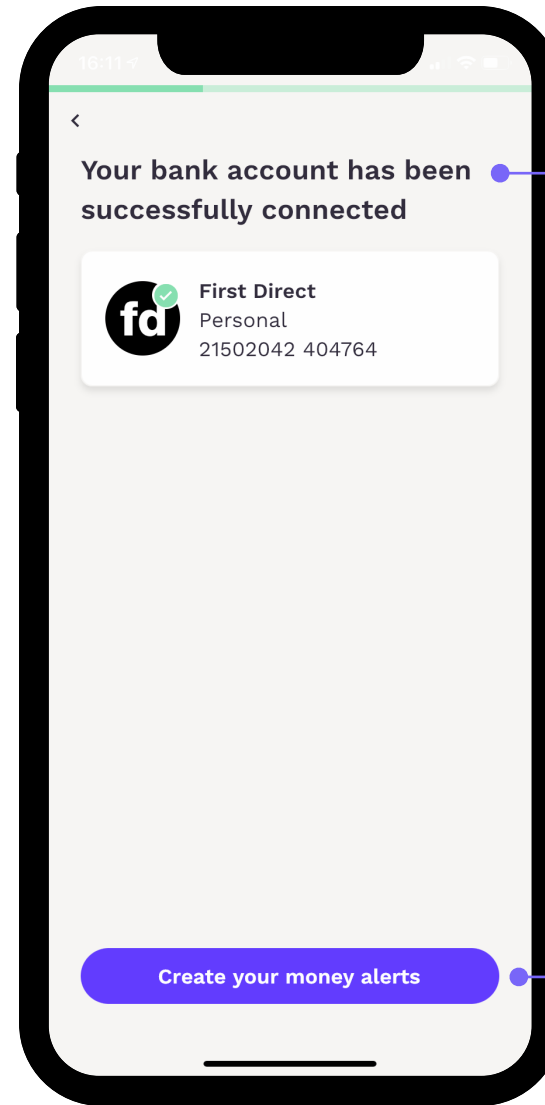 16:11
Your bank account has been
successfully connected
fd
First Direct
Personal
21502042 404764
Create your money alerts